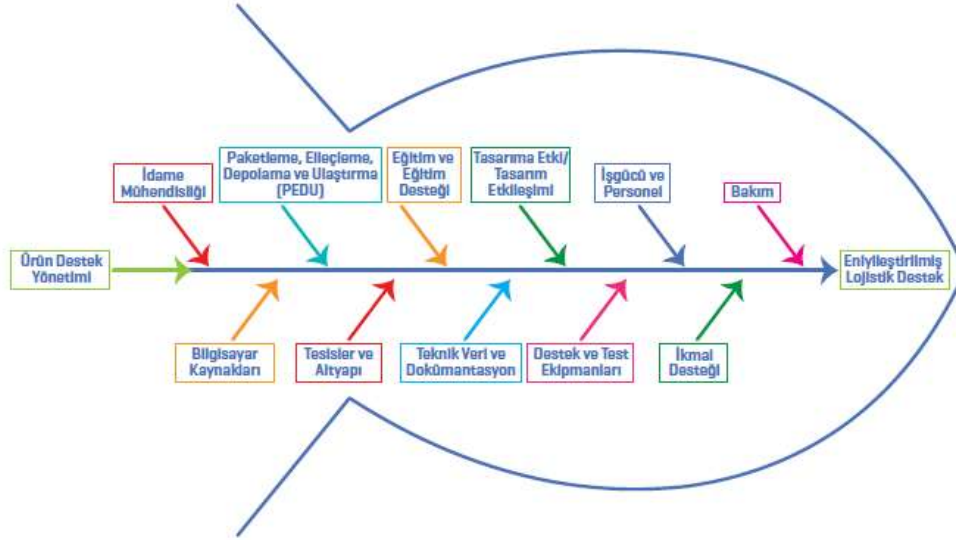 İdame
Mühendisliği
Paketleme, Elleçleme,
Depolama ve Ulaştırma
(PEDU)
Eğitim ve
Eğitim
Desteği
Tasarıma Etki/
Tasarım
Etkileşimi
İşgücü ve
Personel
Bakım
Ürün Destek
Yönetimi
Eniyileştirilmiş
Lojistik Destek
Bilgisayar
Kaynakları
Tesisler ve
Altyapı
Teknik Veri ve
Dokümantasyon
Destek ve Test
Ekipmanları
İkmal
Desteği